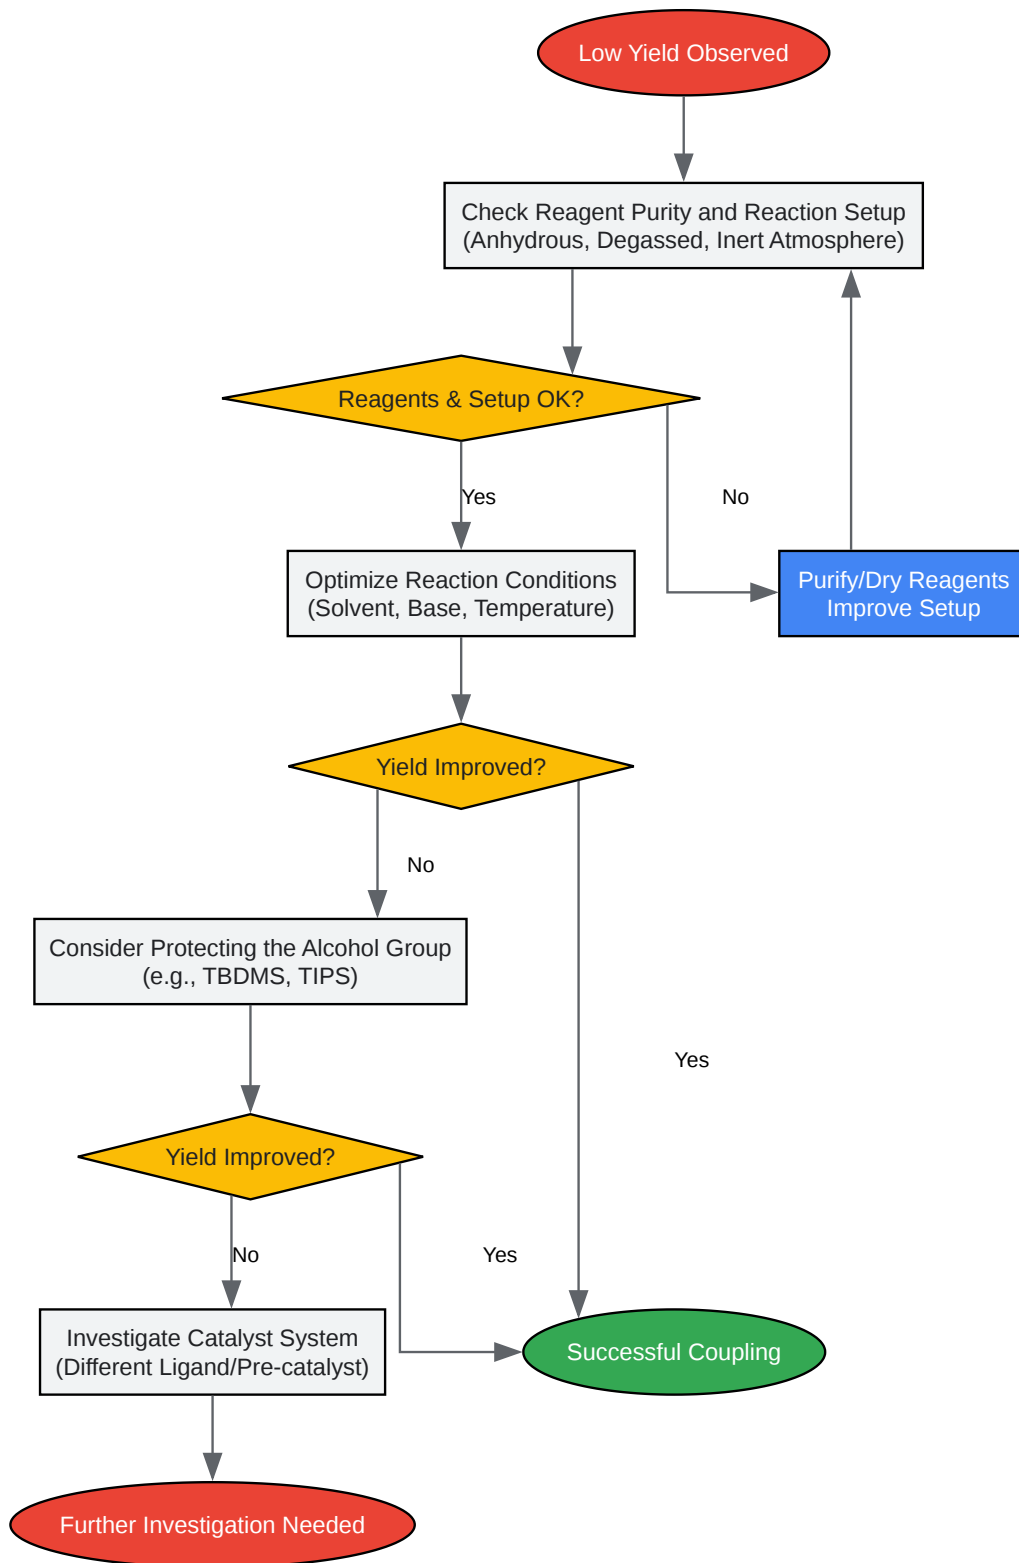 Low Yield Observed
Check Reagent Purity and Reaction Setup
(Anhydrous, Degassed, Inert Atmosphere)
Reagents & Setup OK?
Yes
No
Optimize Reaction Conditions
(Solvent, Base, Temperature)
Purify/Dry Reagents
Improve Setup
Yield Improved?
No
Consider Protecting the Alcohol Group
(e.g., TBDMS, TIPS)
Yes
Yield Improved?
No
Yes
Investigate Catalyst System
(Different Ligand/Pre-catalyst)
Successful Coupling
Further Investigation Needed